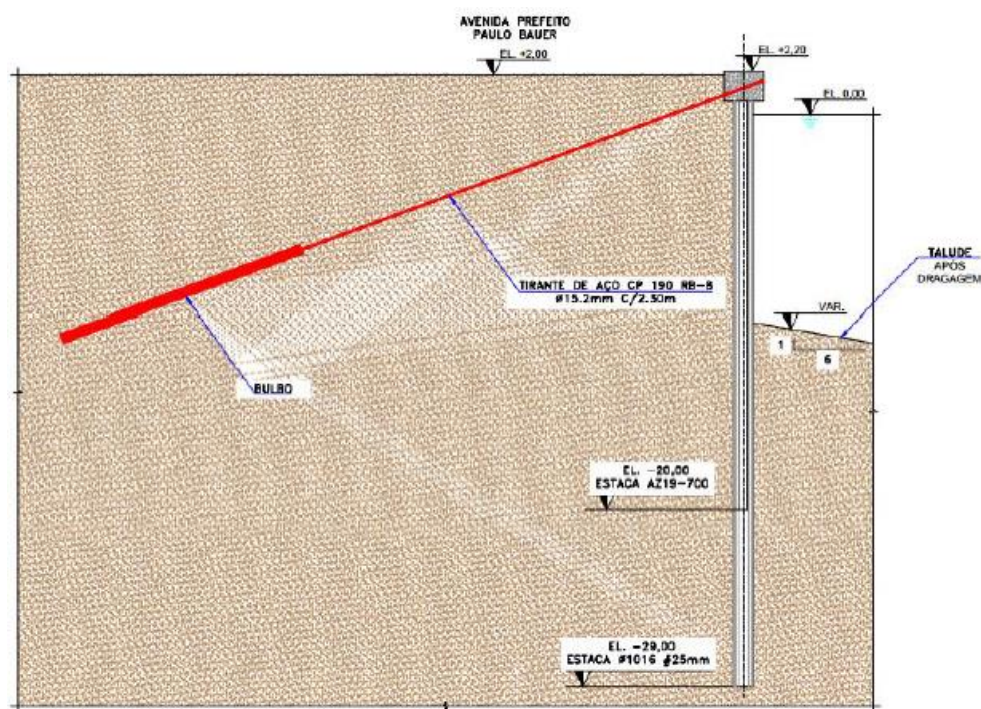 AVENIDA PREFEITO
PAULO BAUER
EL. +2,00
EL. +2,20
EL. 0,00
TALUDE
APÓS
DRAGAGEM
TIRANTE DE AÇO CP 190 RB-8
Ø15.2mm C/2.50m
VAR.
1
6
BULBO
EL. -20,00
ESTACA AZ19-700
EL. -29,00
ESTACA Ø1016 #25mm